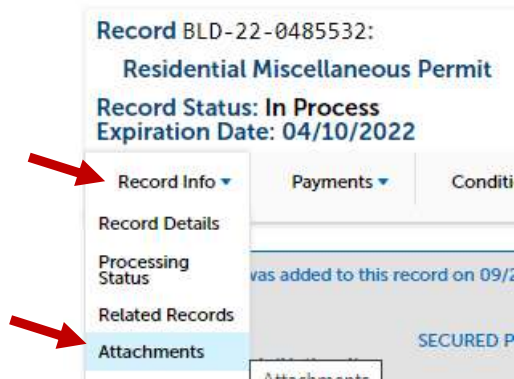 Record BLD-22-0485532:
Residential Miscellaneous Permit
Record Status: In Process
Expiration Date: 04/10/2022
Record Info Payments
Record Details
Processing
Status
was added to this record on 09/2
Related Records
SECURED P
Attachments
Attachments